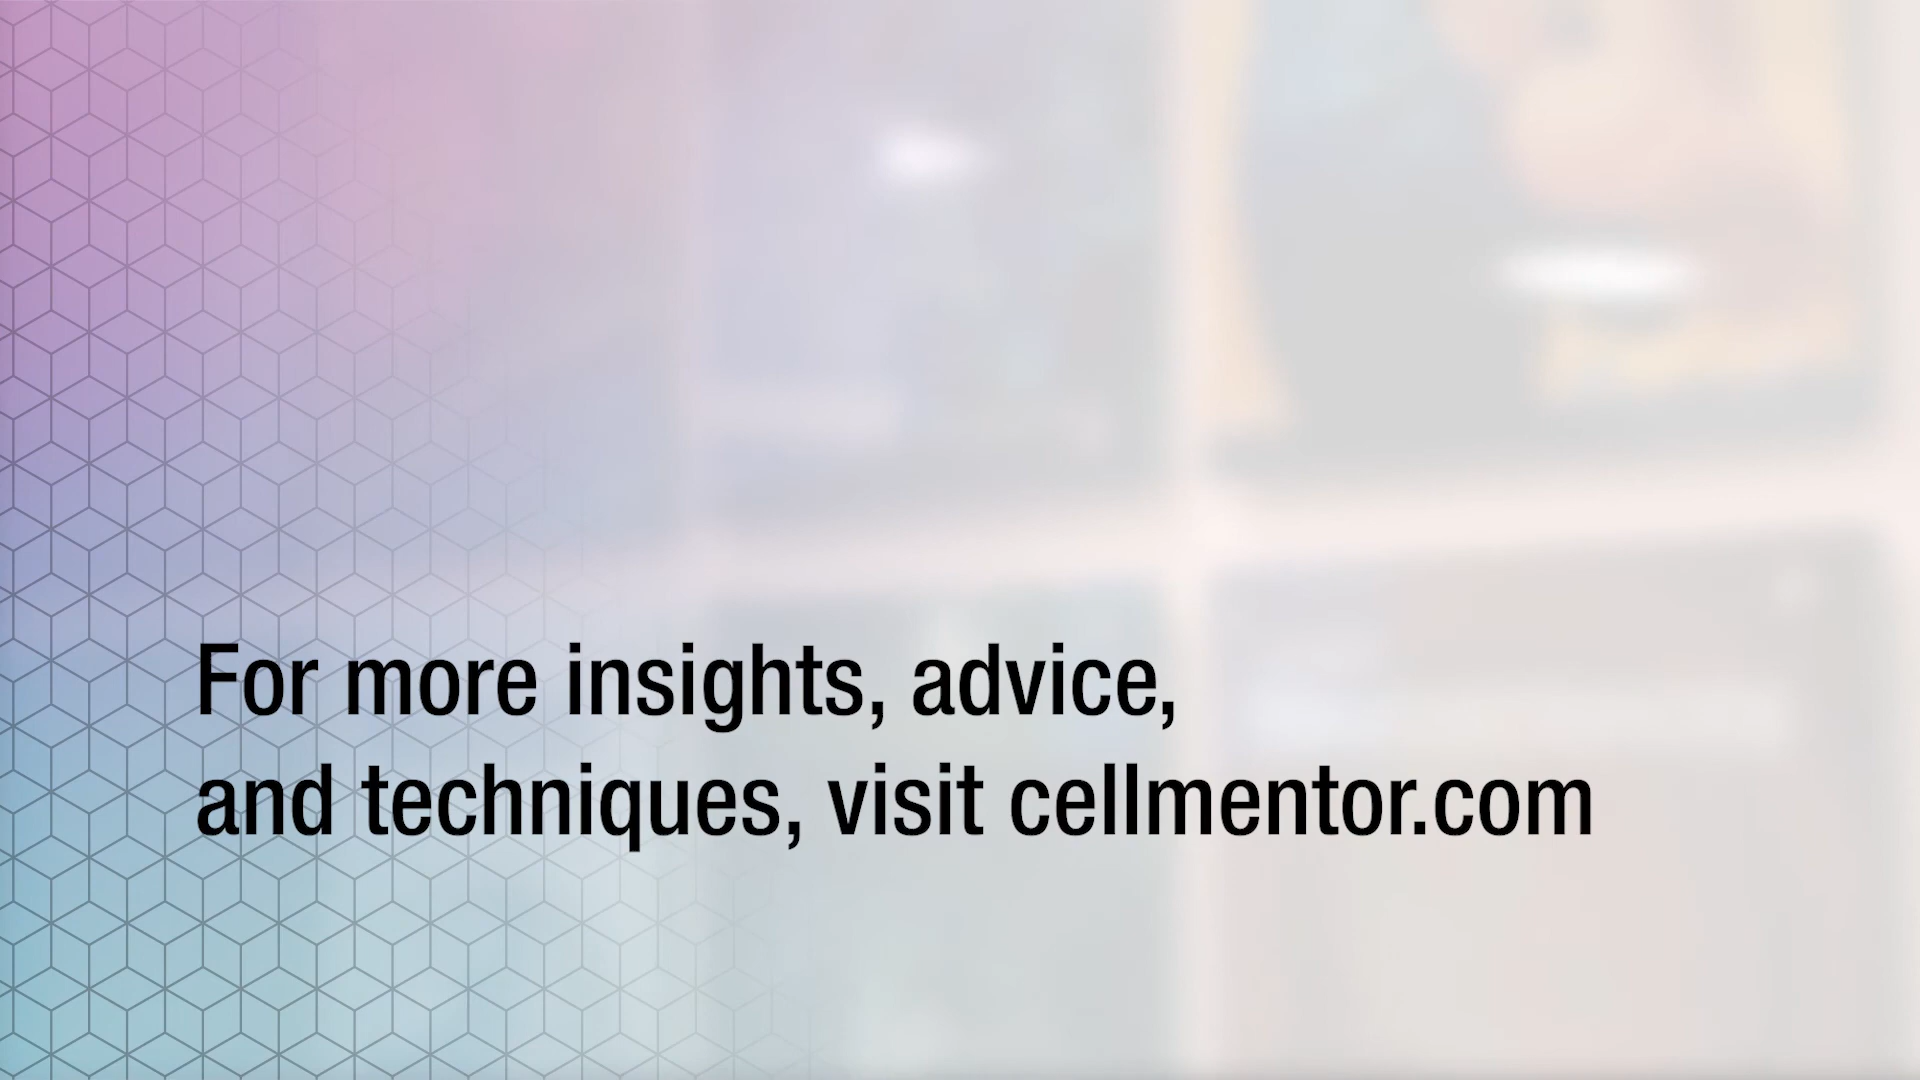 For more insights, advice,
and techniques, visit cellmentor.com